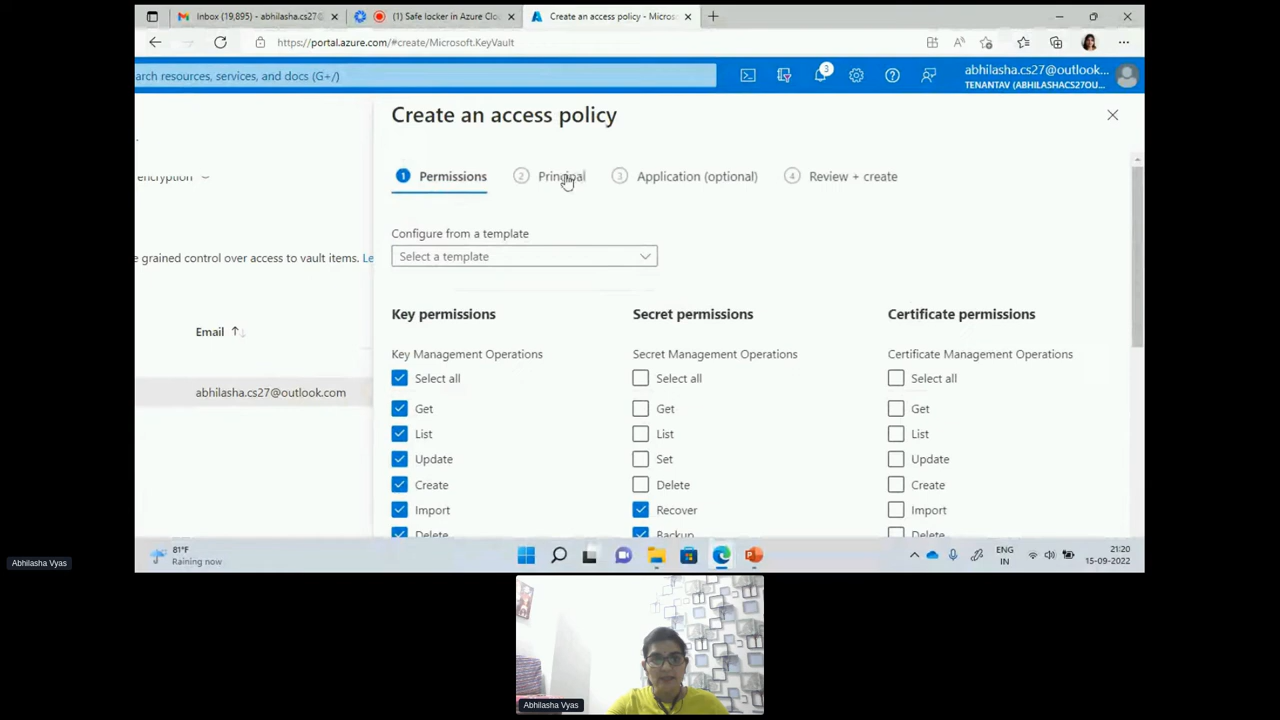 Inbox (19,895) - abhilasha.cs27@
(1) Safe locker in Azure Clou
Create an access policy - Micros
https://portal.azure.com/#create/Microsoft.KeyVault
arch resources, services, and docs (G+/)
3
abhilasha.cs27@outlook...
TENANTAV (ABHILASHACS27OU...
Create an access policy
encryption
1 Permissions
2 Principal
3 Application (optional)
4 Review + create
Configure from a template
Select a template
e grained control over access to vault items. Le
Email
abhilasha.cs27@outlook.com
Key permissions
Secret permissions
Certificate permissions
Key Management Operations
Secret Management Operations
Certificate Management Operations
Select all
Select all
Select all
Get
Get
Get
List
List
List
Update
Set
Update
Create
Delete
Create
Import
Recover
Import
Delete
Backup
Delete
81°F
Raining now
ENG
IN
21:20
15-09-2022
Abhilasha Vyas
Abhilasha Vyas